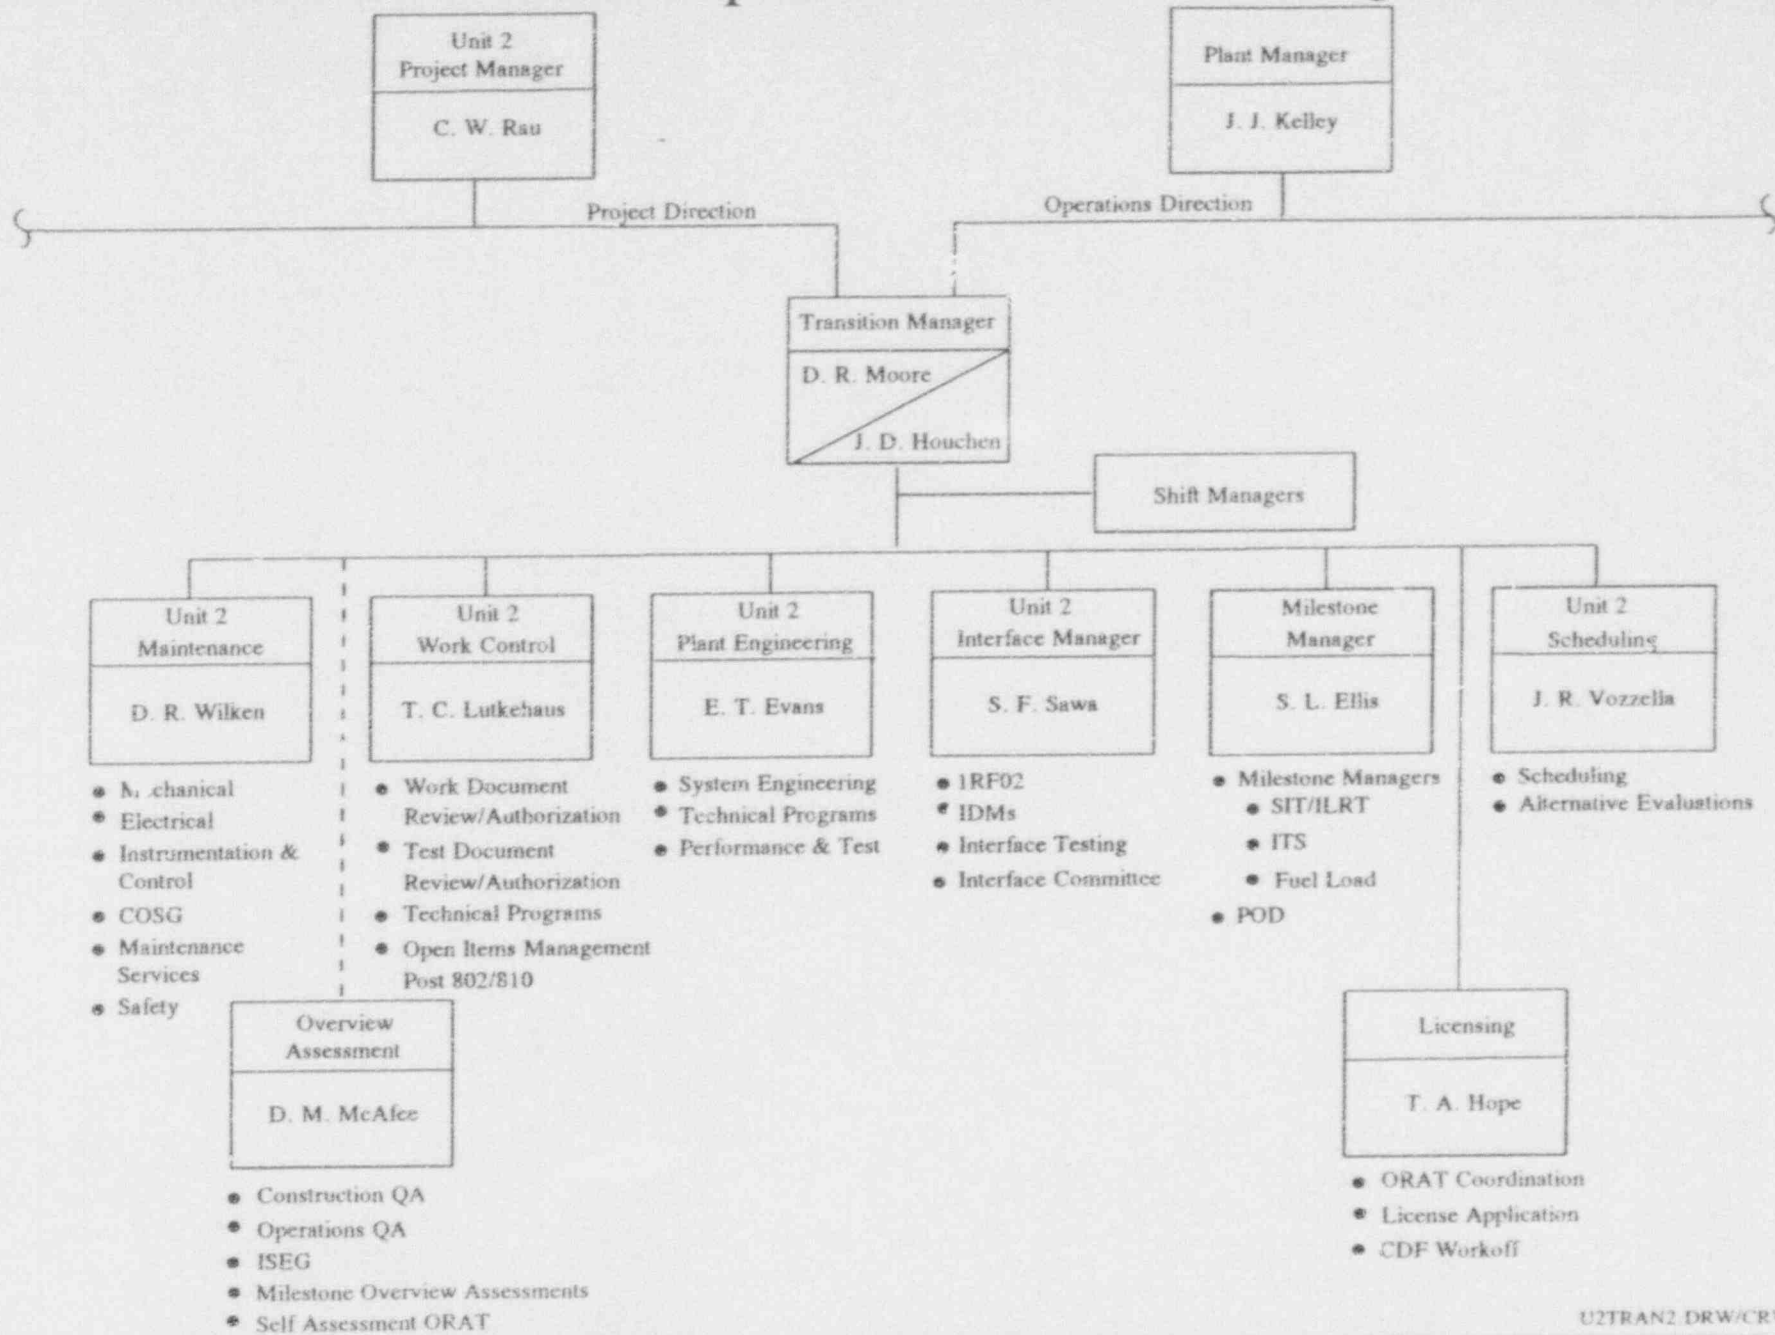 Unit 2
Project Manager
C. W. Rau
Plant Manager
J. J. Kelley
Project Direction
Operations Direction
Transition Manager
D. R. Moore
J. D. Houchen
Shift Managers
Unit 2
Maintenance
D. R. Wilken
• Electrical
• Instrumentation &
Control
• COSG
• Maintenance
Services
• Safety
Unit 2
Work Control
T. C. Lutkehaus
• Work Document
Review/Authorization
• Test Document
Review/Authorization
• Technical Programs
• Open Items Management
Post 802/810
Unit 2
Plant Engineering
E. T. Evans
• System Engineering
• Technical Programs
• Performance & Test
Unit 2
Interface Manager
S. F. Sawa
• 1RF02
• IDMs
• Interface Testing
• Interface Committee
Milestone
Manager
S. L. Ellis
• Milestone Managers
• SIT/ILRT
• ITS
• Fuel Load
• POD
Unit 2
Scheduling
J. R. Vozzella
• Scheduling
• Alternative Evaluations
Overview
Assessment
D. M. McAfee
• Construction QA
• Operations QA
• ISEG
• Milestone Overview Assessments
• Self Assessment ORAT
Licensing
T. A. Hope
• ORAT Coordination
• License Application
• CDF Workoff
U2TRAN2.DRW/CR